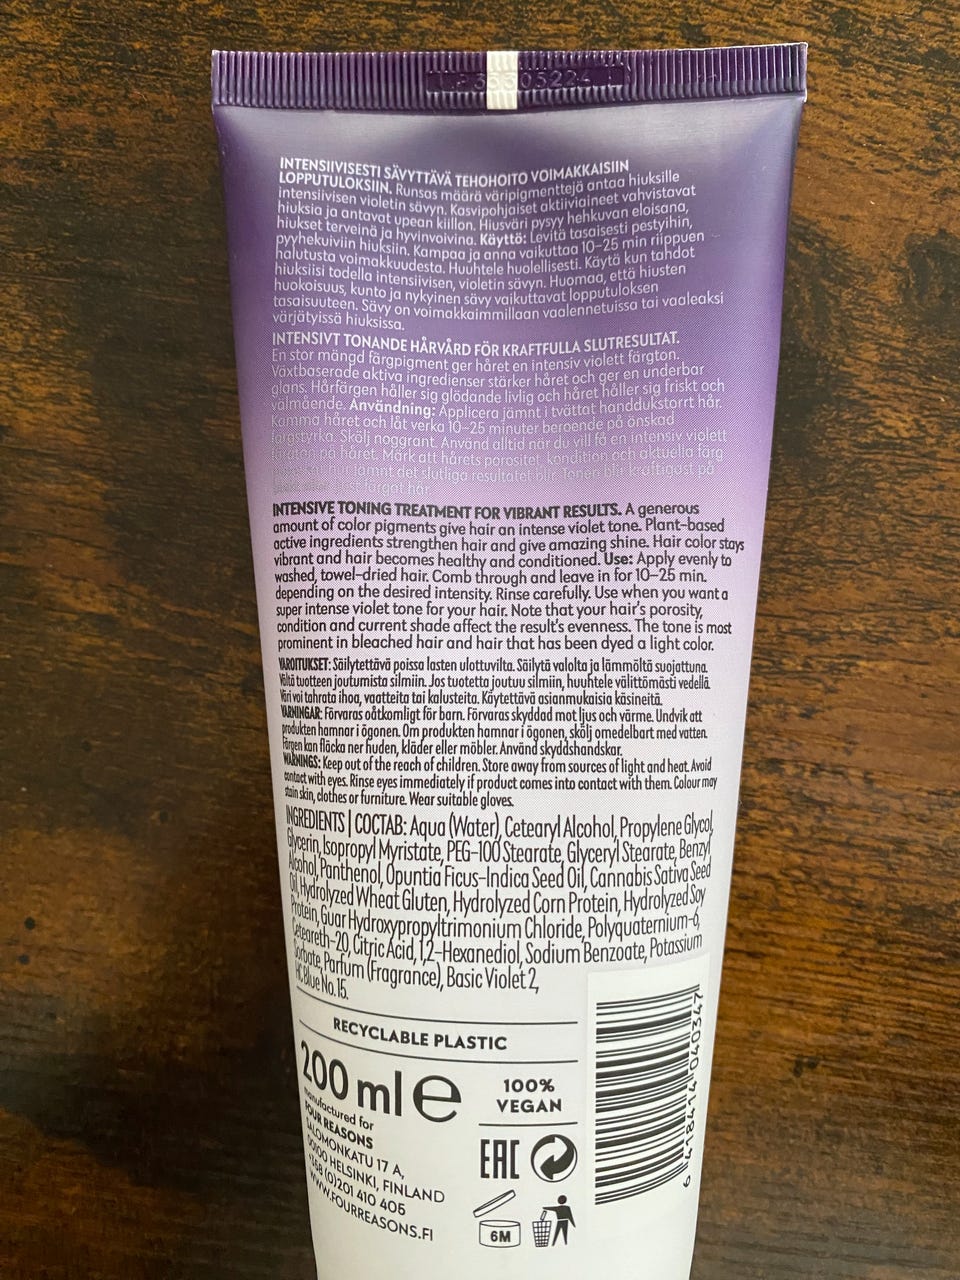 INTENSIIVISESTI SÄVYTTÄVÄ TEHOHOITO VOIMAKKAISIIN
LOPPUTULOKSIIN. Runsas määrä väripigmenttejä antaa hiuksille
intensiivisen violetin sävyn. Kasvipohjaiset aktiiviaineet vahvistavat
hiuksia ja antavat upean kiillon. Hiusväri pysyy hehkuvan eloisana,
hiukset terveinä ja hyvinvoivina. Käyttö: Levitä tasaisesti pestyihin,
pyyhekuiviin hiuksiin. Kampaa ja anna vaikuttaa 10–25 min riippuen
halutusta voimakkuudesta. Huuhtele huolellisesti. Käytä kun tahdot
hiuksiisi todella intensiivisen, violetin sävyn. Huomaa, että hiusten
huokoisuus, kunto ja nykyinen sävy vaikuttavat lopputuloksen
tasaisuuteen. Sävy on voimakkaimmillaan vaalennetuissa tai vaaleaksi
värjätyissä hiuksissa.
INTENSIVT TONANDE HÅRVÅRD FÖR KRAFTFULLA SLUTRESULTAT.
En stor mängd färgpigment ger håret en intensiv violett färgton.
Växtbaserade aktiva ingredienser stärker håret och ger en underbar
glans. Hårfärgen håller sig glödande livlig och håret håller sig friskt och
välmående. Användning: Applicera jämnt i tvättat handdukstorrt hår.
Kamma håret och låt verka 10–25 minuter beroende på önskad
färgstyrka. Skölj noggrant. Använd alltid när du vill få en intensiv violett
färgton på håret. Märk att hårets porositet, kondition och aktuella färg
hur jämnt det slutliga resultatet blir. Tonen blir kraftigast på
färgat hår.
INTENSIVE TONING TREATMENT FOR VIBRANT RESULTS. A generous
amount of color pigments give hair an intense violet tone. Plant-based
active ingredients strengthen hair and give amazing shine. Hair color stays
vibrant and hair becomes healthy and conditioned. Use: Apply evenly to
washed, towel-dried hair. Comb through and leave in for 10–25 min.
depending on the desired intensity. Rinse carefully. Use when you want a
super intense violet tone for your hair. Note that your hair's porosity,
condition and current shade affect the result's evenness. The tone is most
prominent in bleached hair and hair that has been dyed a light color.
VAROITUKSET: Säilytettävä poissa lasten ulottuvilta. Säilytä valolta ja lämmöltä suojattuna.
Vältä tuotteen joutumista silmiin. Jos tuotetta joutuu silmiin, huuhtele välittömästi vedellä.
Väri voi tahrata ihoa, vaatteita tai kalusteita. Käytettävä asianmukaisia käsineitä.
VARNINGAR: Förvaras oåtkomligt för barn. Förvaras skyddad mot ljus och värme. Undvik att
produkten hamnar i ögonen. Om produkten hamnar i ögonen, skölj omedelbart med vatten.
Färgen kan fläcka ner huden, kläder eller möbler. Använd skyddshandskar.
WARNINGS: Keep out of the reach of children. Store away from sources of light and heat. Avoid
contact with eyes. Rinse eyes immediately if product comes into contact with them. Colour may
stain skin, clothes or furniture. Wear suitable gloves.
INGREDIENTS | СОСТАВ: Aqua (Water), Cetearyl Alcohol, Propylene Glycol,
Glycerin, Isopropyl Myristate, PEG-100 Stearate, Glyceryl Stearate, Benzyl
Alcohol, Panthenol, Opuntia Ficus-Indica Seed Oil, Cannabis Sativa Seed
Oil, Hydrolyzed Wheat Gluten, Hydrolyzed Corn Protein, Hydrolyzed Soy
Protein, Guar Hydroxypropyltrimonium Chloride, Polyquaternium-6,
Ceteareth-20, Citric Acid, 1,2-Hexanediol, Sodium Benzoate, Potassium
Sorbate, Parfum (Fragrance), Basic Violet 2,
HC Blue No. 15.
RECYCLABLE PLASTIC
200 ml e
100%
VEGAN
manufactured for
FOUR REASONS
SALOMONKATU 17 A,
00100 HELSINKI, FINLAND
+358 (0)201 410 405
WWW.FOURREASONS.FI
EAC
6M
6 418414 040347